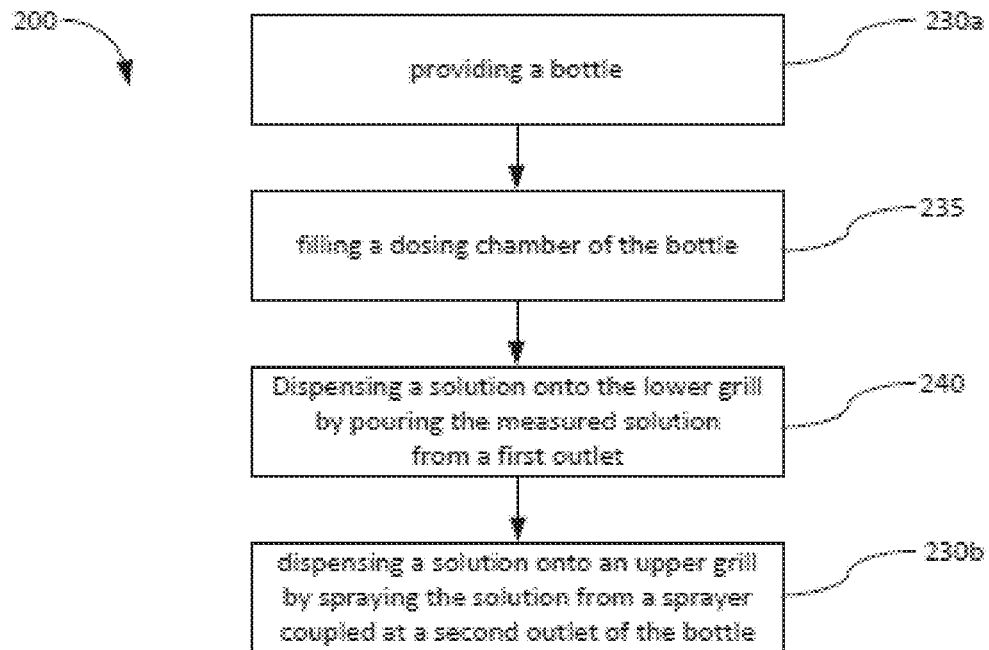 200
230a
providing a bottle
235
filling a dosing chamber of the bottle
240
Dispensing a solution onto the lower grill
by pouring the measured solution
from a first outlet
230b
dispensing a solution onto an upper grill
by spraying the solution from a sprayer
coupled at a second outlet of the bottle